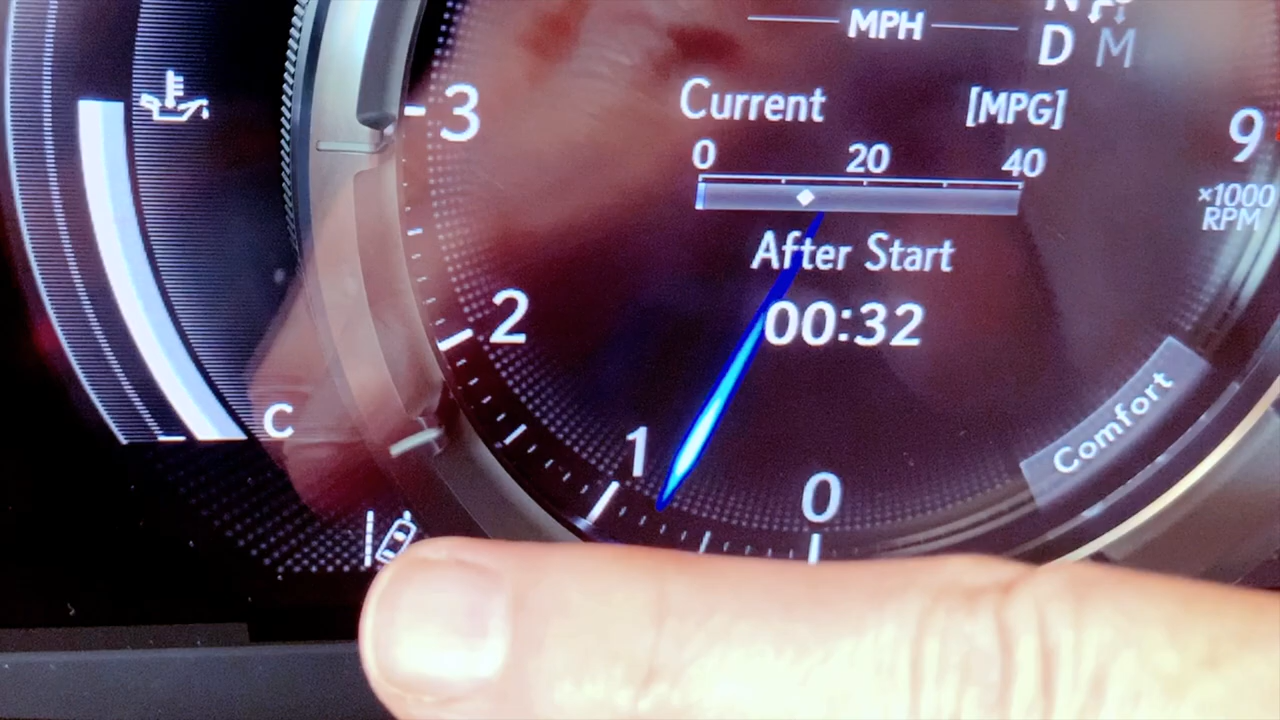 MPH
N
D M
Current [MPG]
0 20 40
After Start
00:32
3
2
1
0
9
×1000
RPM
Comfort
C